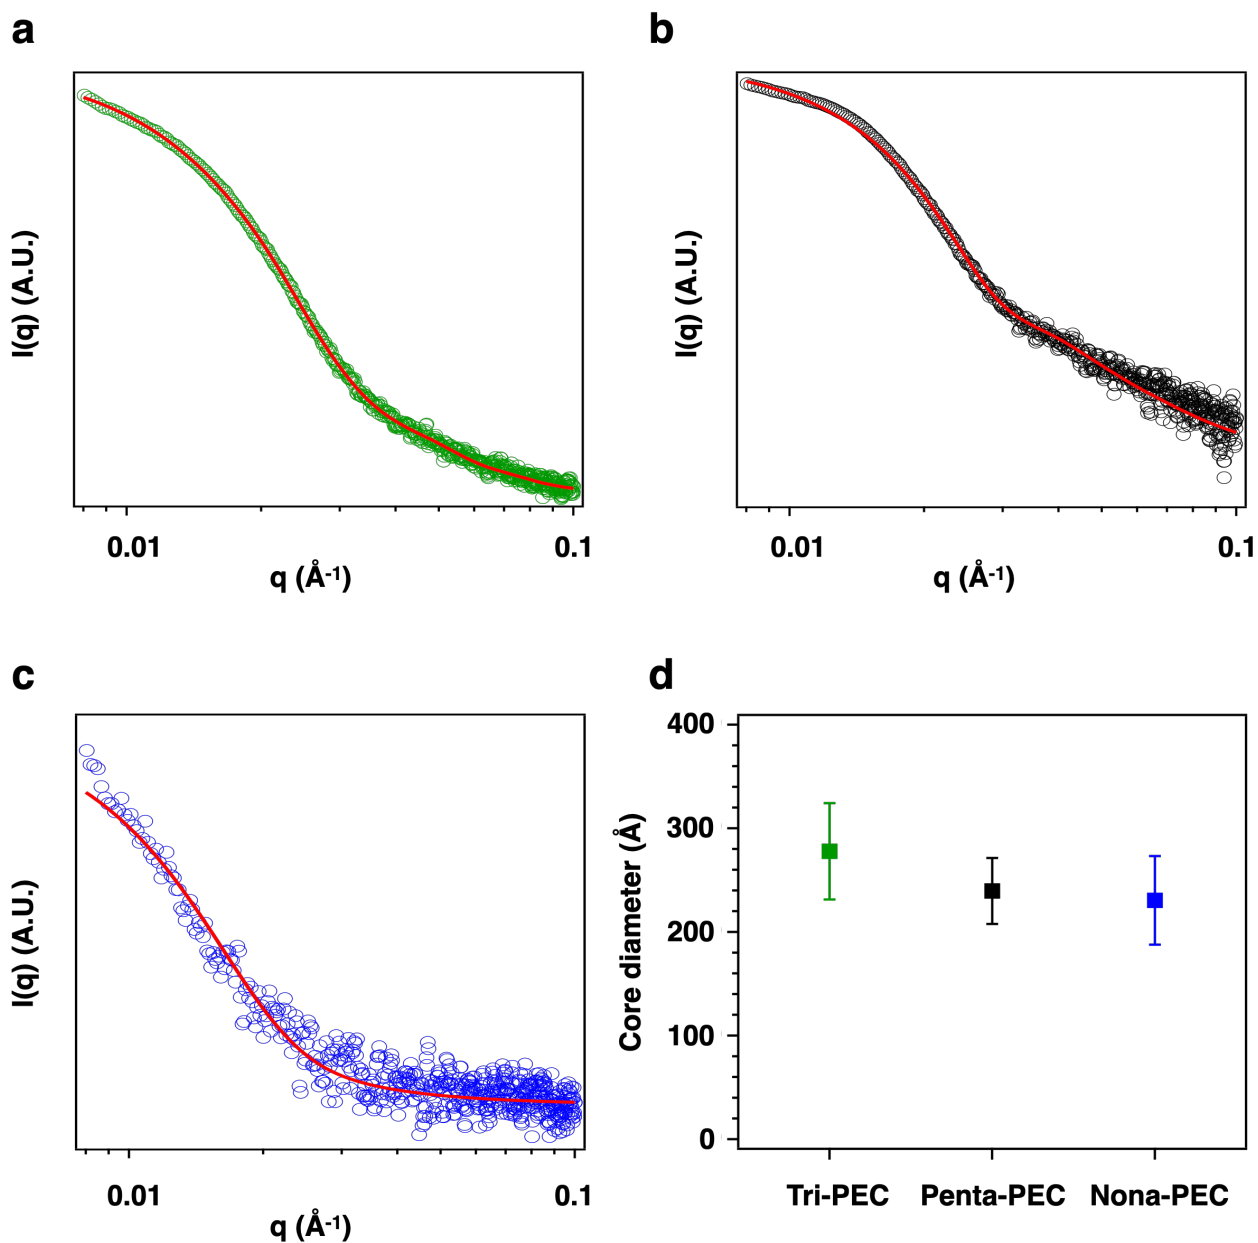 a
b
I(q) (A.U.)
I(q) (A.U.)
0.01
0.1
0.01
0.1
q (Å-1)
q (Å-1)
c
d
I(q) (A.U.)
Core diameter (Å)
400
300
200
100
0
0.01
0.1
q (Å-1)
Tri-PEC
Penta-PEC
Nona-PEC